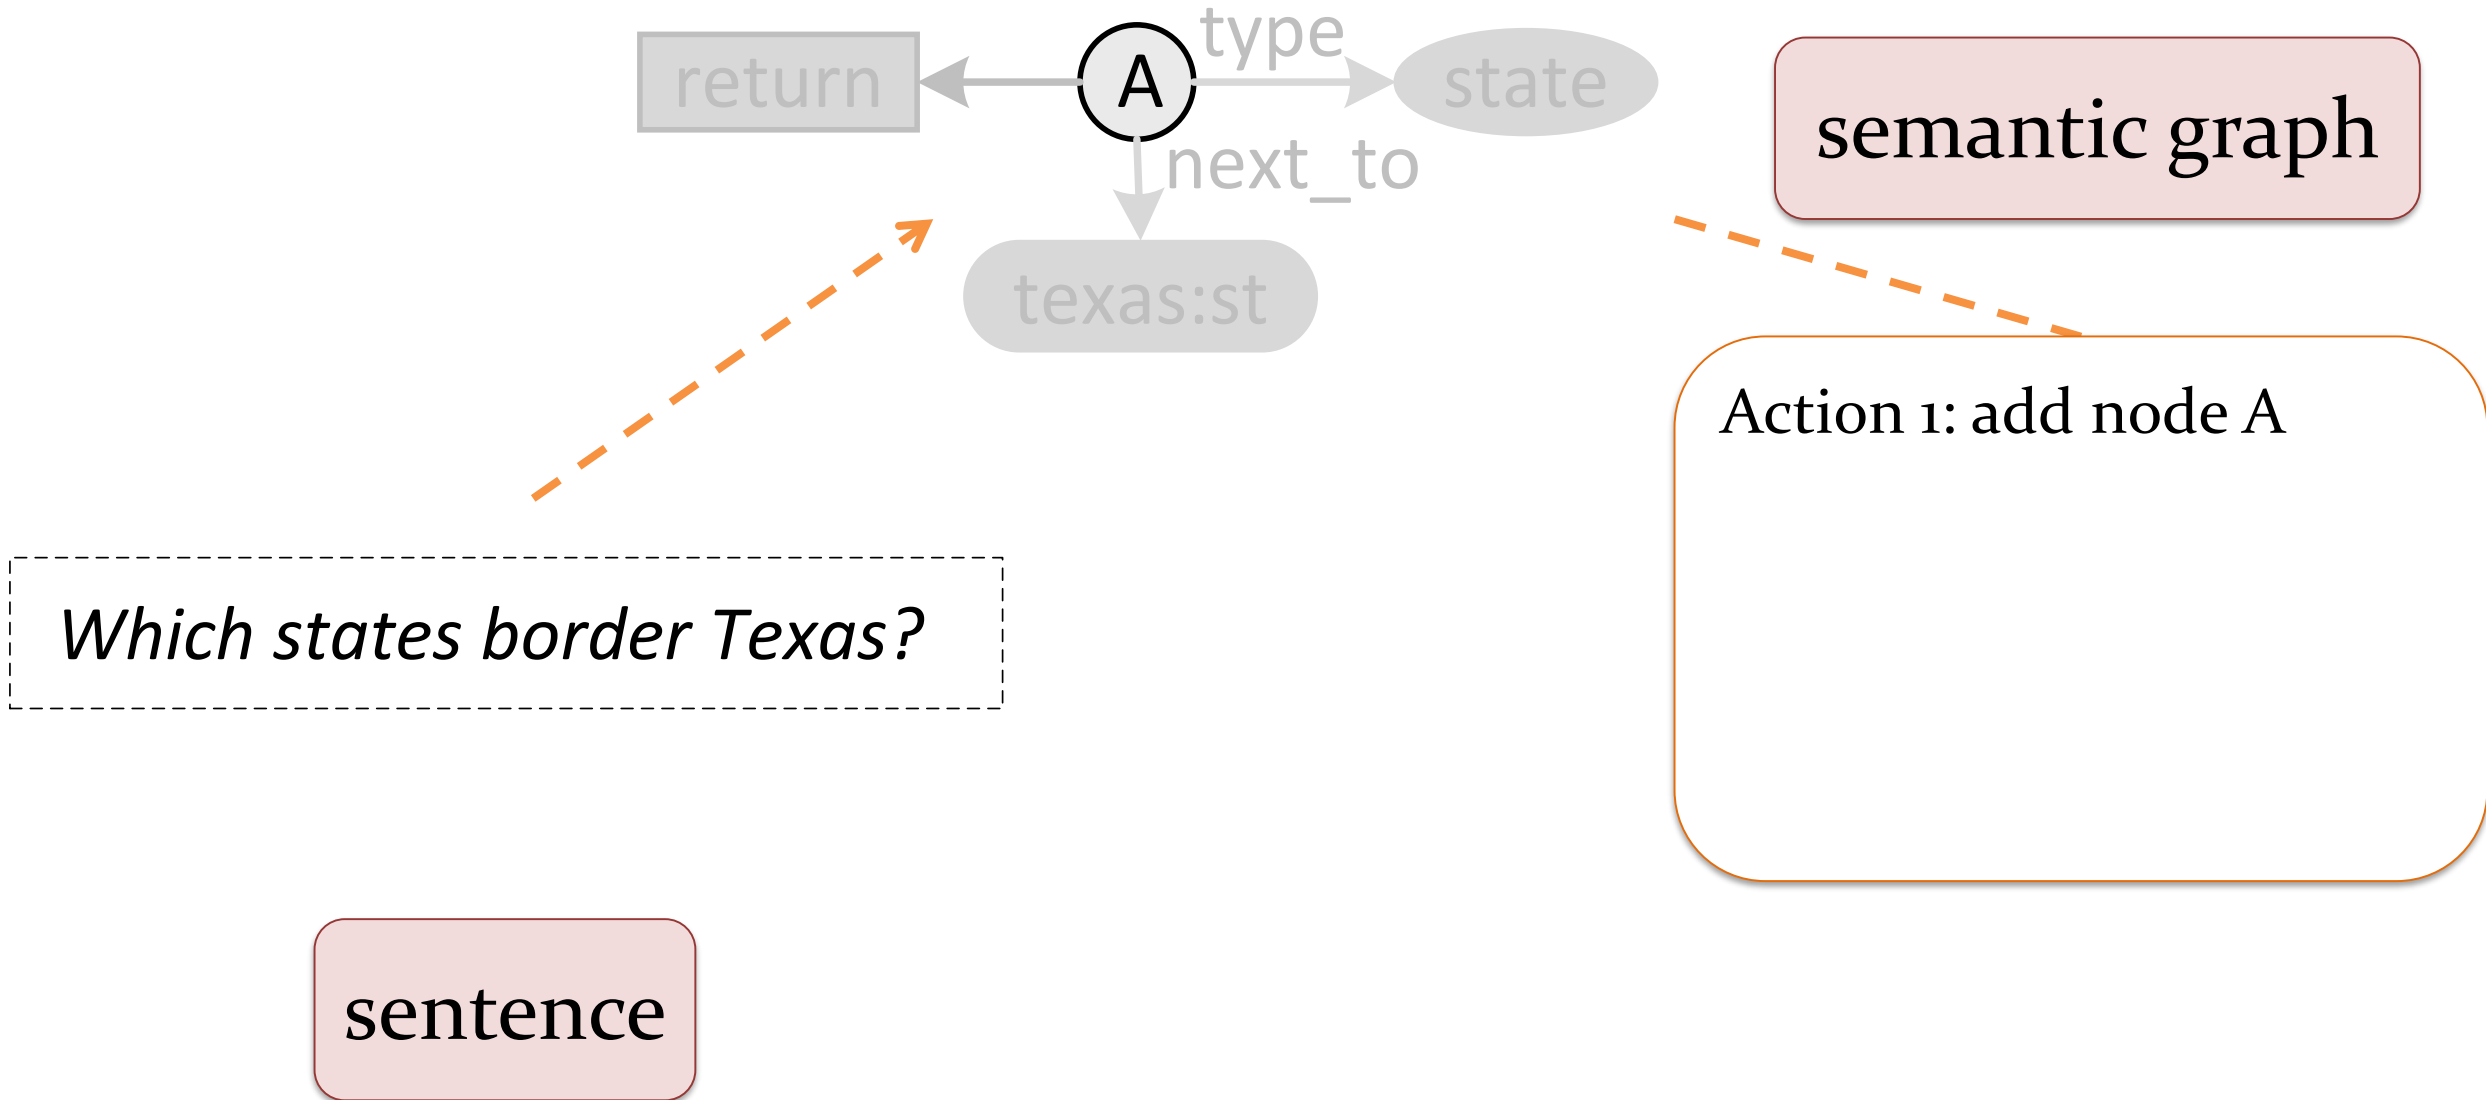 type
return
A
state
semantic graph
next_to
texas:st
Action 1: add node A
Which states border Texas?
sentence